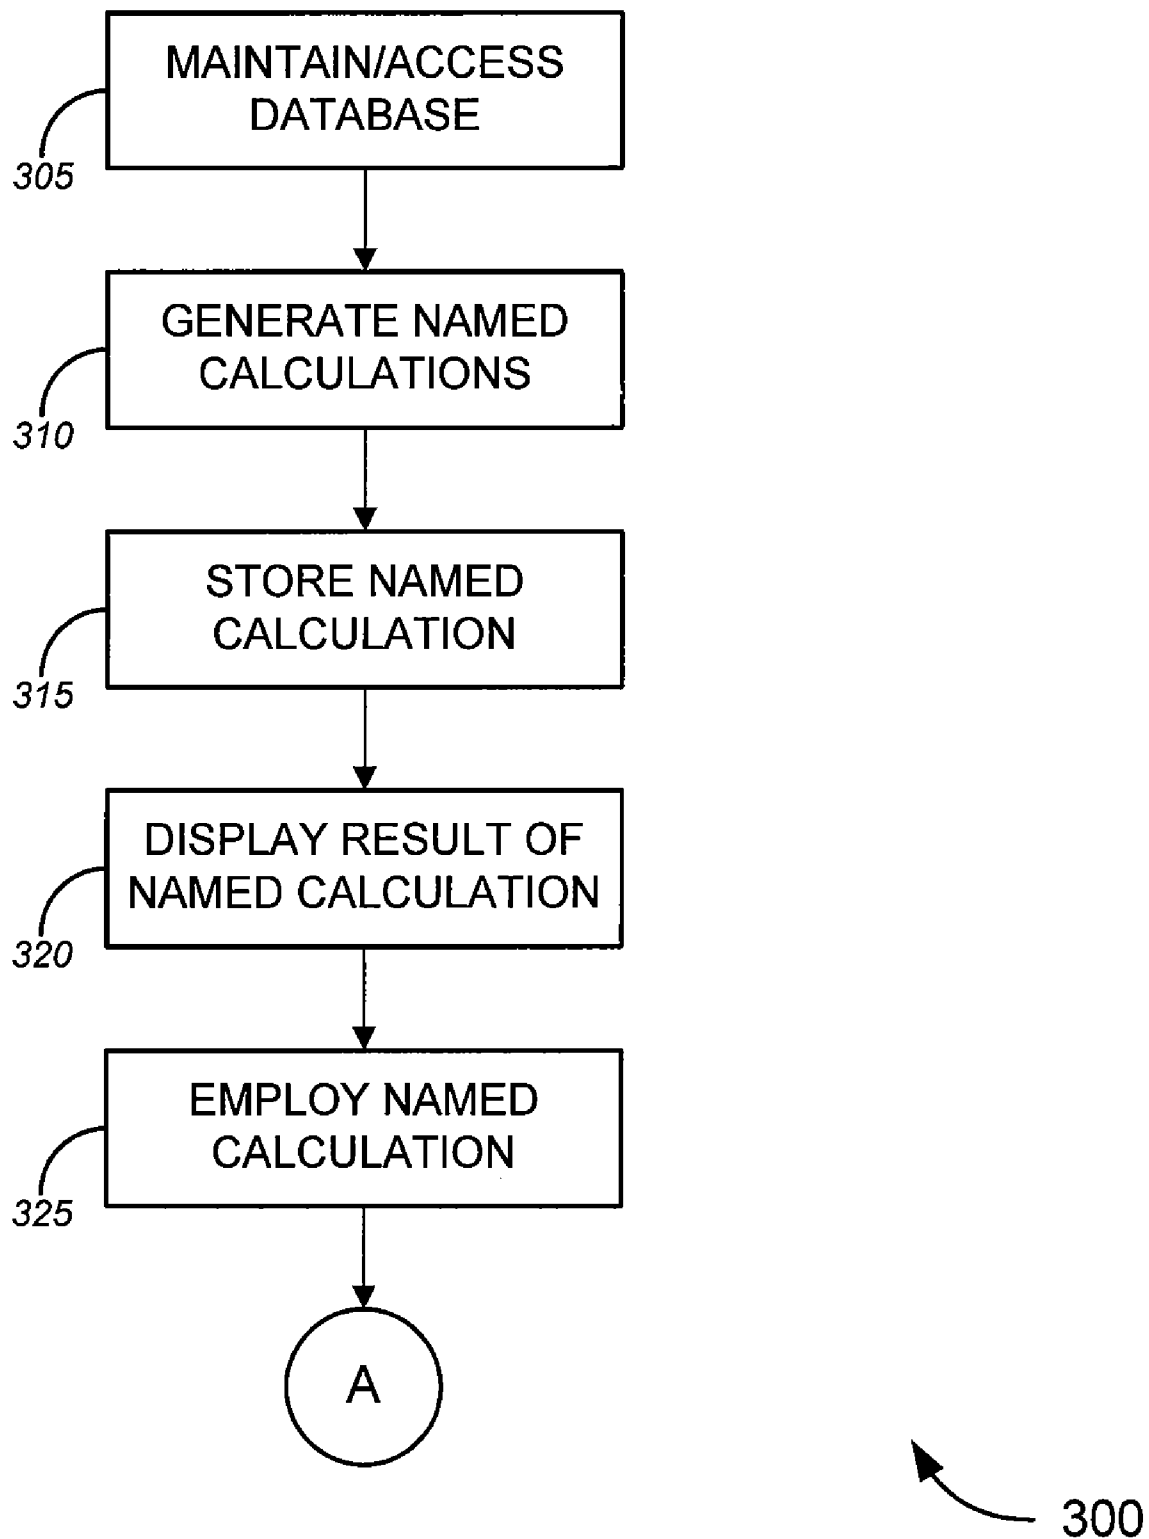 MAINTAIN/ACCESS
DATABASE
305
GENERATE NAMED
CALCULATIONS
310
STORE NAMED
CALCULATION
315
DISPLAY RESULT OF
NAMED CALCULATION
320
EMPLOY NAMED
CALCULATION
325
A
300